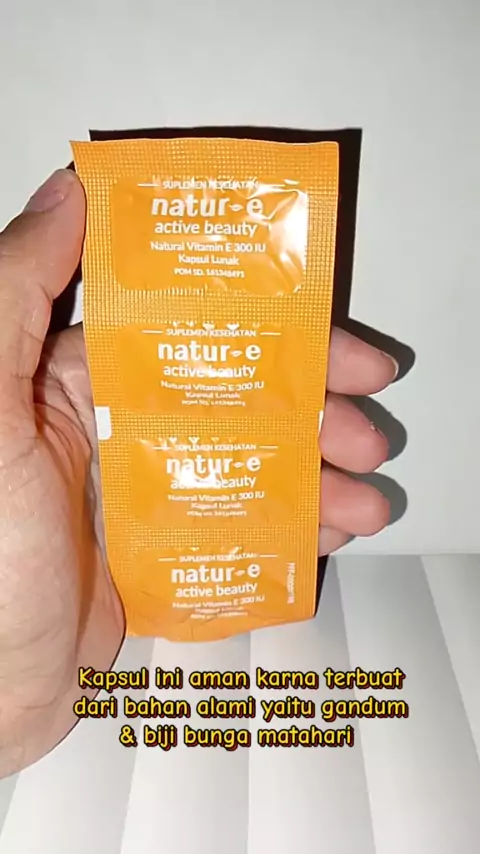 SUPLEMEN KESEHATAN
natur-e
active beauty
Natural Vitamin E 300 IU
Kapsul Lunak
SUPLEMEN KESEHATAN
natur-e
active beauty
Natural Vitamin E 300 IU
Kapsul Lunak
SUPLEMEN KESEHATAN
natur-e
active beauty
Natural Vitamin E 300 IU
Kapsul Lunak
SUPLEMEN KESEHATAN
natur-e
active beauty
Natural Vitamin E 300 IU
Kapsul ini aman karna terbuat
dari bahan alami yaitu gandum
& biji bunga matahari